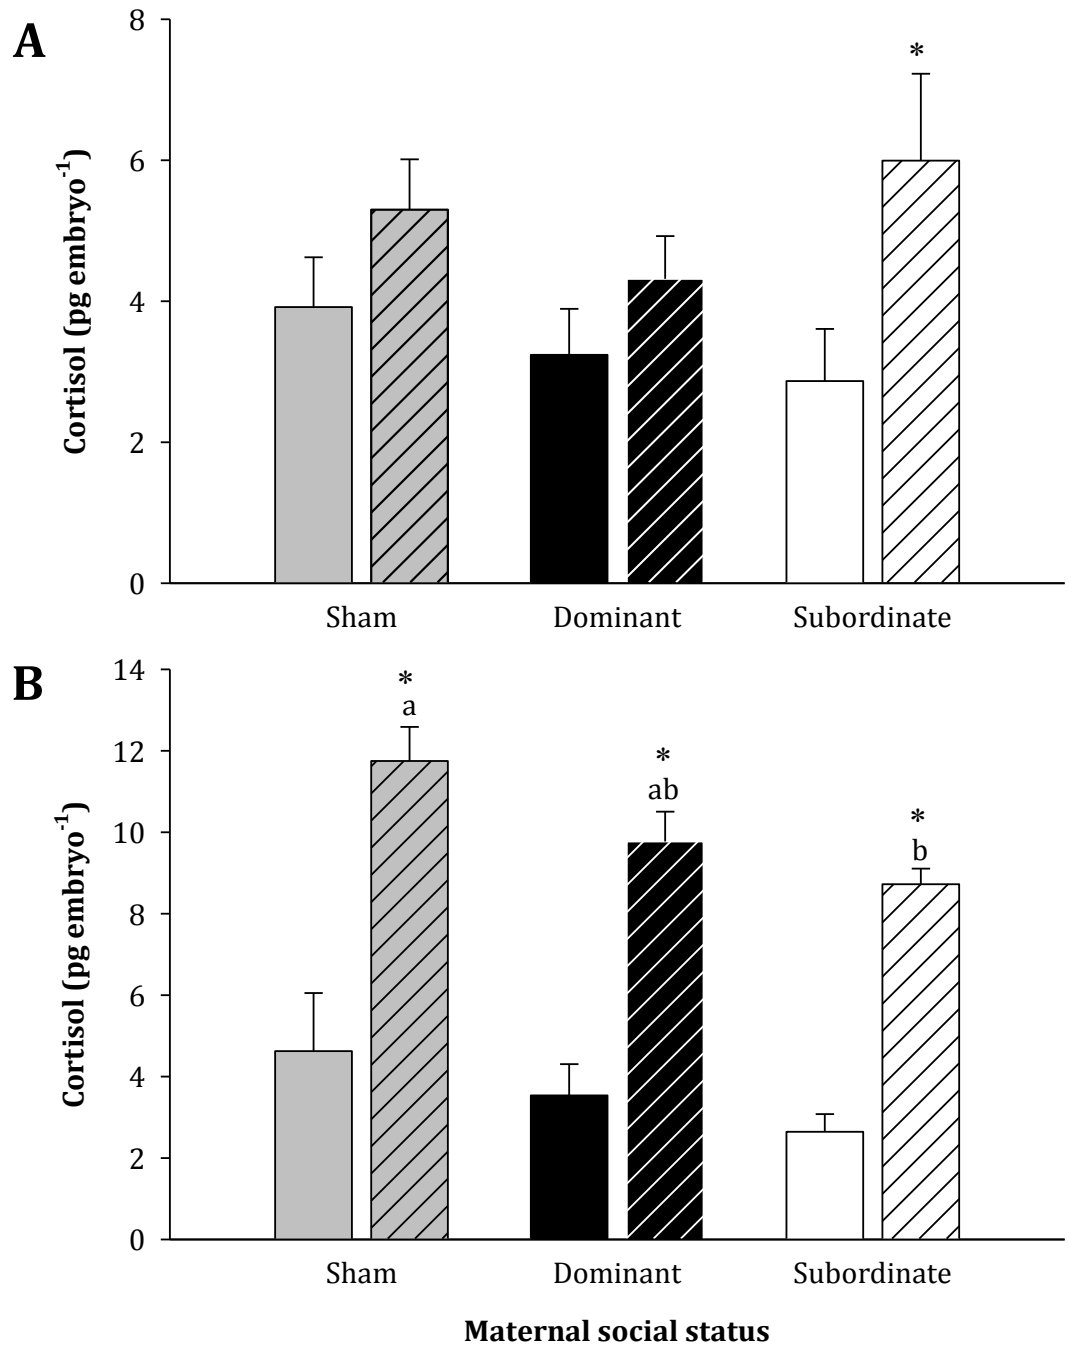 A
8
6
4
2
0
Cortisol (pg embryo⁻¹)
*
Sham Dominant Subordinate
B
14
12
10
8
6
4
2
0
Cortisol (pg embryo⁻¹)
*
a
*
ab
*
b
Sham Dominant Subordinate
Maternal social status